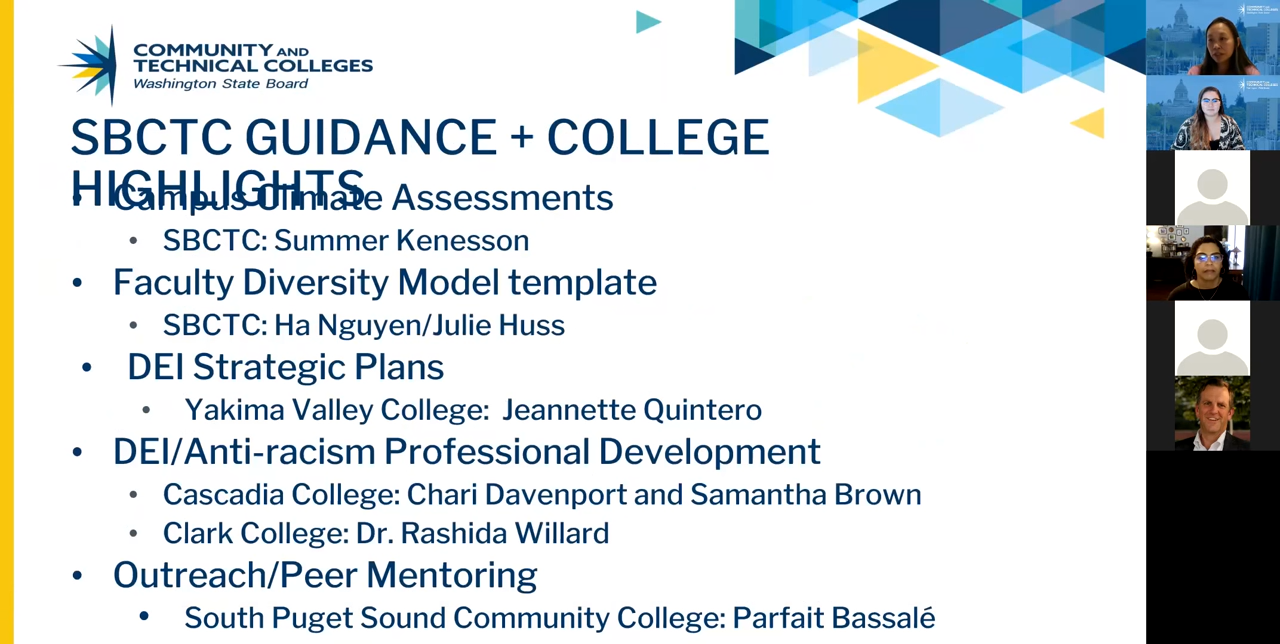 COMMUNITY AND
TECHNICAL COLLEGES
Washington State Board
SBCTC GUIDANCE + COLLEGE
HIGHLIGHTS
• Campus Climate Assessments
• SBCTC: Summer Kenesson
• Faculty Diversity Model template
• SBCTC: Ha Nguyen/Julie Huss
• DEI Strategic Plans
• Yakima Valley College: Jeannette Quintero
• DEI/Anti-racism Professional Development
• Cascadia College: Chari Davenport and Samantha Brown
• Clark College: Dr. Rashida Willard
• Outreach/Peer Mentoring
• South Puget Sound Community College: Parfait Bassalé